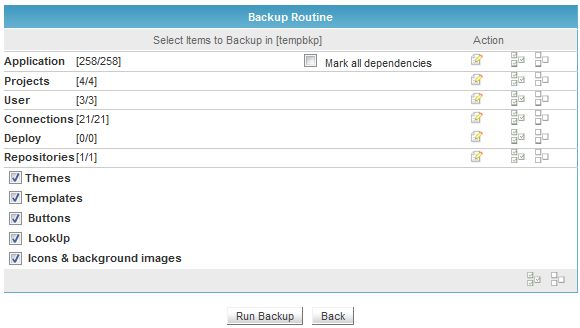 Backup Routine
Select Items to Backup in [tempbkp] Action
Application [258/258] Mark all dependencies
Projects [4/4]
User [3/3]
Connections [21/21]
Deploy [0/0]
Repositories [1/1]
Themes
Templates
Buttons
LookUp
Icons & background images
Run Backup Back